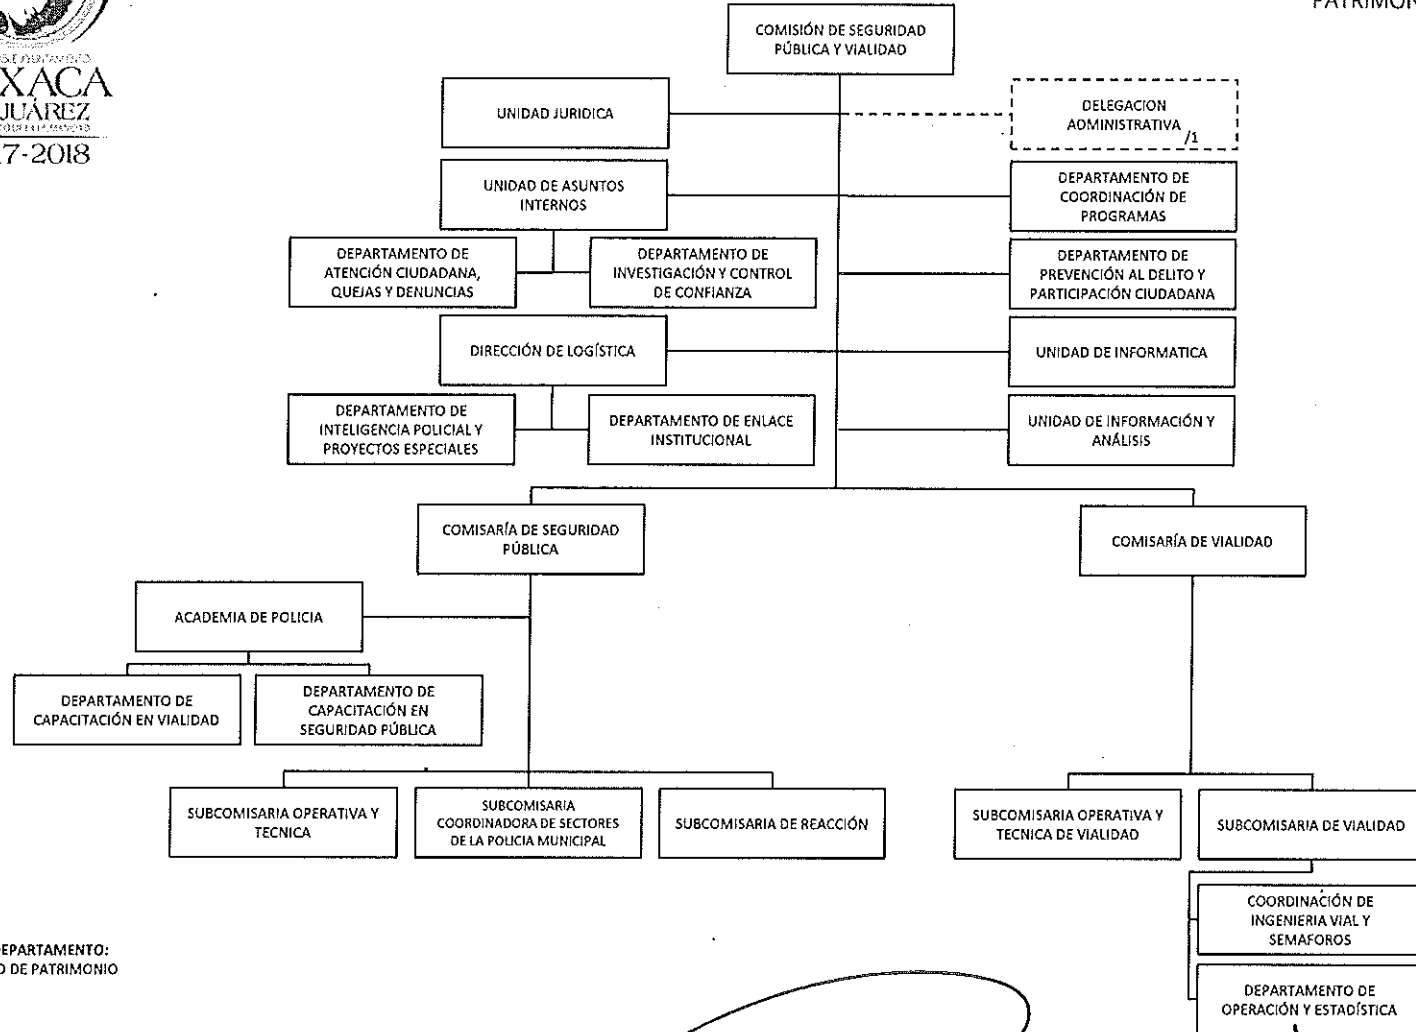 PATRIMON
XACA
JUÁREZ
17-2018
COMISIÓN DE SEGURIDAD
PÚBLICA Y VIALIDAD
UNIDAD JURIDICA
DELEGACION
ADMINISTRATIVA /1
UNIDAD DE ASUNTOS
INTERNOS
DEPARTAMENTO DE
COORDINACIÓN DE
PROGRAMAS
DEPARTAMENTO DE
ATENCIÓN CIUDADANA,
QUEJAS Y DENUNCIAS
DEPARTAMENTO DE
INVESTIGACIÓN Y CONTROL
DE CONFIANZA
DEPARTAMENTO DE
PREVENCIÓN AL DELITO Y
PARTICIPACIÓN CIUDADANA
DIRECCIÓN DE LOGÍSTICA
UNIDAD DE INFORMATICA
DEPARTAMENTO DE
INTELIGENCIA POLICIAL Y
PROYECTOS ESPECIALES
DEPARTAMENTO DE ENLACE
INSTITUCIONAL
UNIDAD DE INFORMACIÓN Y
ANÁLISIS
COMISARÍA DE SEGURIDAD
PÚBLICA
COMISARÍA DE VIALIDAD
ACADEMIA DE POLICIA
DEPARTAMENTO DE
CAPACITACIÓN EN VIALIDAD
DEPARTAMENTO DE
CAPACITACIÓN EN
SEGURIDAD PÚBLICA
SUBCOMISARIA OPERATIVA Y
TECNICA
SUBCOMISARIA
COORDINADORA DE SECTORES
DE LA POLICIA MUNICIPAL
SUBCOMISARIA DE REACCIÓN
SUBCOMISARIA OPERATIVA Y
TECNICA DE VIALIDAD
SUBCOMISARIA DE VIALIDAD
COORDINACIÓN DE
INGENIERIA VIAL Y
SEMAFOROS
DEPARTAMENTO DE
OPERACIÓN Y ESTADÍSTICA
EPARTAMENTO:
O DE PATRIMONIO